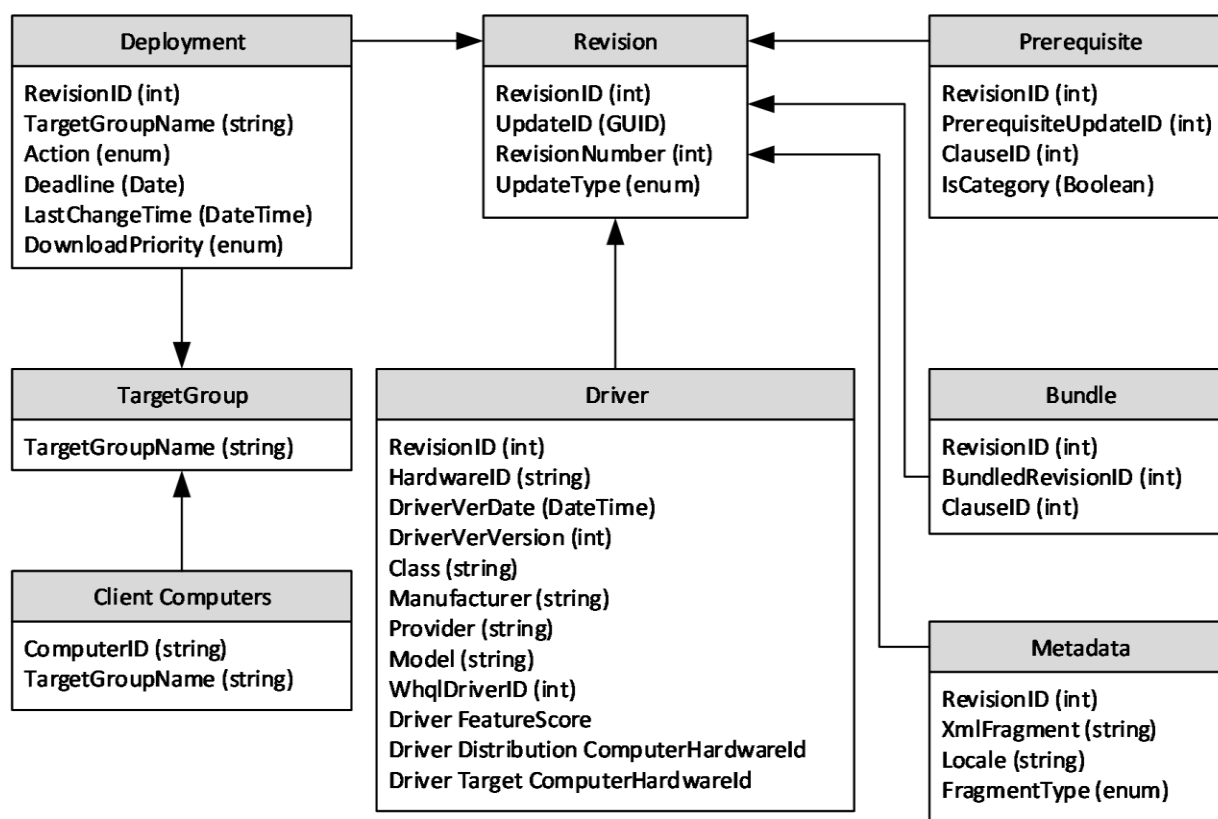 Deployment
RevisionID (int)
TargetGroupName (string)
Action (enum)
Deadline (Date)
LastChangeTime (DateTime)
DownloadPriority (enum)
Revision
RevisionID (int)
UpdateID (GUID)
RevisionNumber (int)
UpdateType (enum)
Prerequisite
RevisionID (int)
PrerequisiteUpdateID (int)
ClauseID (int)
IsCategory (Boolean)
TargetGroup
TargetGroupName (string)
Driver
RevisionID (int)
HardwareID (string)
DriverVerDate (DateTime)
DriverVerVersion (int)
Class (string)
Manufacturer (string)
Provider (string)
Model (string)
WhqlDriverID (int)
Driver FeatureScore
Driver Distribution ComputerHardwareId
Driver Target ComputerHardwareId
Bundle
RevisionID (int)
BundledRevisionID (int)
ClauseID (int)
Client Computers
ComputerID (string)
TargetGroupName (string)
Metadata
RevisionID (int)
XmlFragment (string)
Locale (string)
FragmentType (enum)